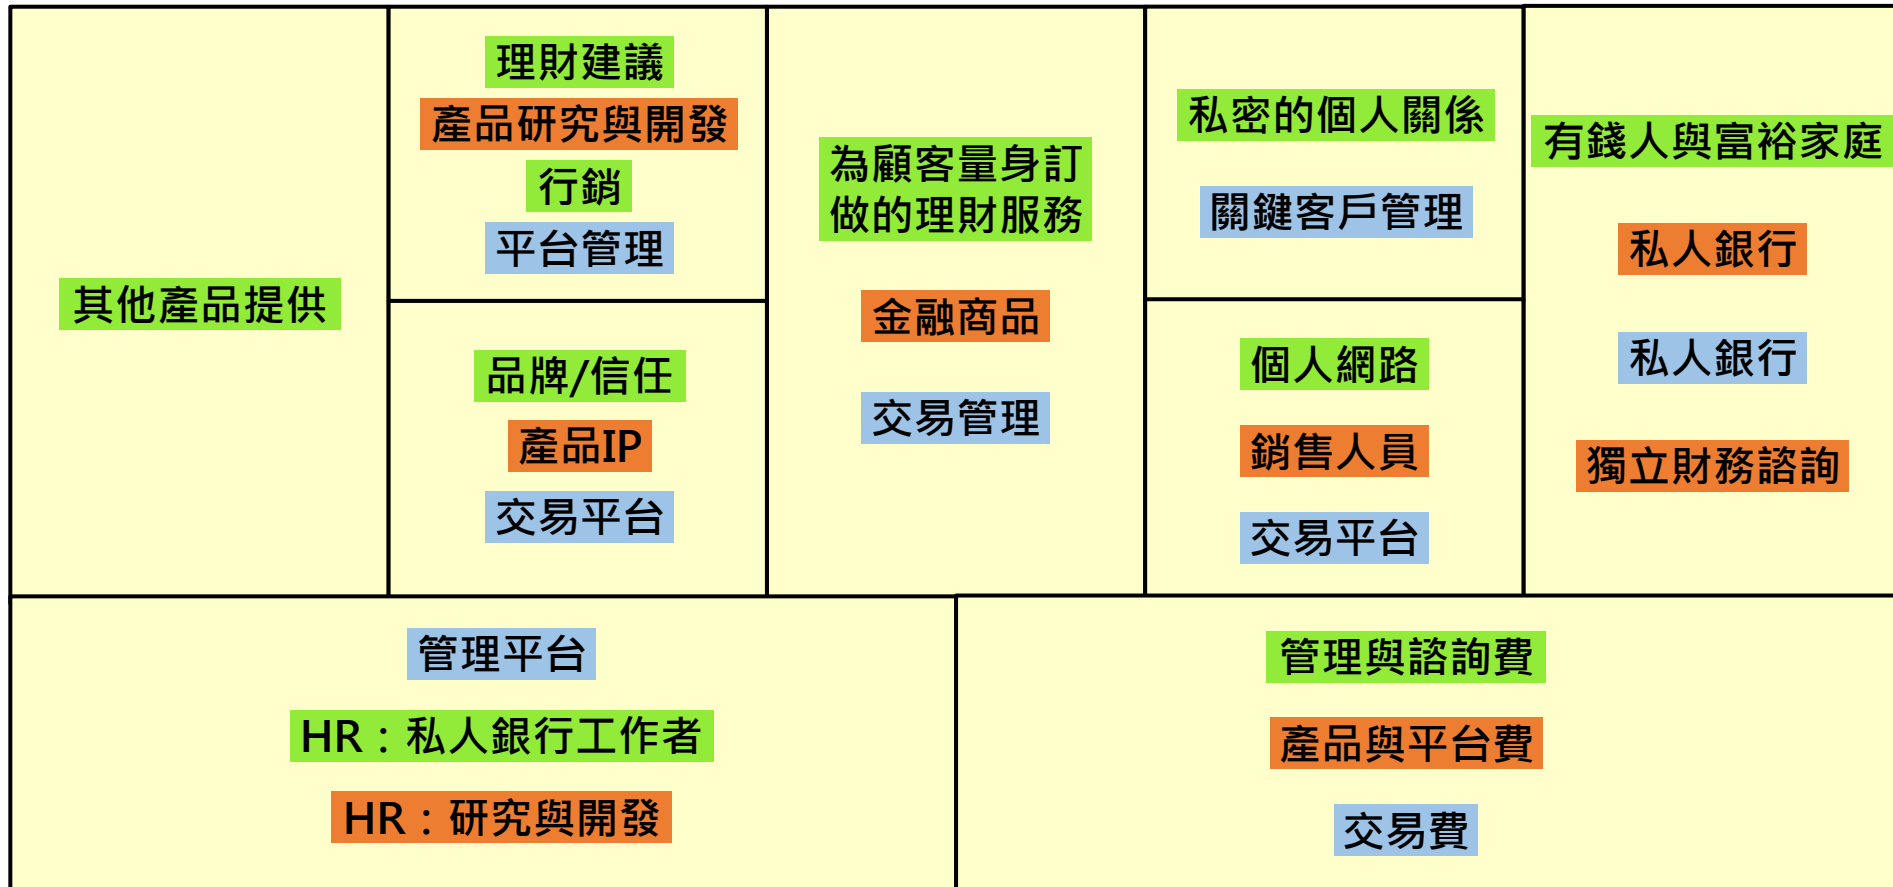 其他產品提供
理財建議
產品研究與開發
行銷
平台管理
品牌/信任
產品IP
交易平台
為顧客量身訂
做的理財服務
金融商品
交易管理
私密的個人關係
關鍵客戶管理
個人網路
銷售人員
交易平台
有錢人與富裕家庭
私人銀行
私人銀行
獨立財務諮詢
管理平台
HR：私人銀行工作者
HR：研究與開發
管理與諮詢費
產品與平台費
交易費